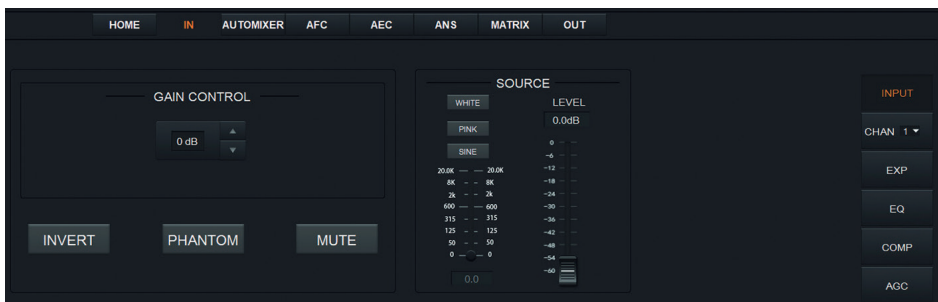 HOME IN AUTOMIXER AFC AEC ANS MATRIX OUT
GAIN CONTROL
0 dB
INVERT PHANTOM MUTE
SOURCE
WHITE
PINK
SINE
20.0K 20.0K
8K 8K
2k 2k
600 600
315 315
125 125
50 50
0 0
0.0
LEVEL
0.0dB
0
-6
-12
-18
-24
-30
-36
-42
-48
-54
-60
INPUT
CHAN 1
EXP
EQ
COMP
AGC